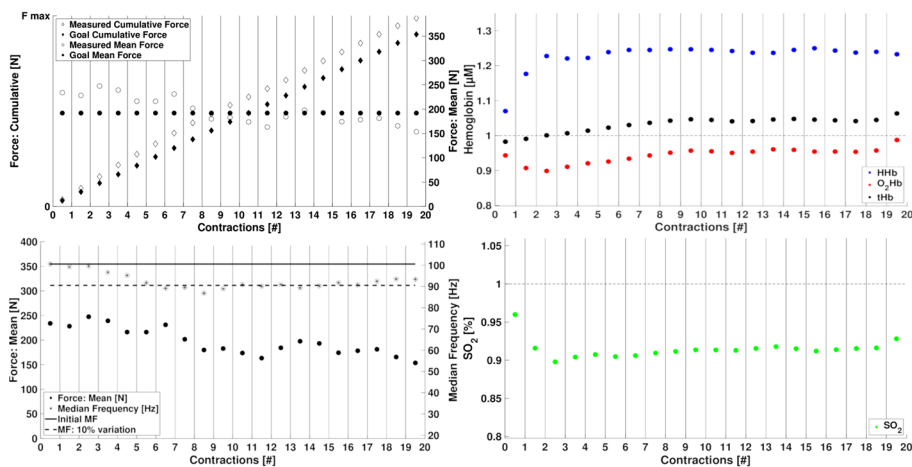 F max
◇ Measured Cumulative Force
◆ Goal Cumulative Force
○ Measured Mean Force
● Goal Mean Force
Force: Cumulative [N]
0
0 1 2 3 4 5 6 7 8 9 10 11 12 13 14 15 16 17 18 19 20
Contractions [#]
350
300
250
200
150
100
50
0
Force: Mean [N]
1.3
1.2
1.1
1
0.9
0.8
Hemoglobin [µM]
HHb
O2Hb
tHb
0 1 2 3 4 5 6 7 8 9 10 11 12 13 14 15 16 17 18 19 20
Contractions [#]
400
350
300
250
200
150
100
50
0
Force: Mean [N]
● Force: Mean [N]
* Median Frequency [Hz]
Initial MF
MF: 10% variation
0 1 2 3 4 5 6 7 8 9 10 11 12 13 14 15 16 17 18 19 20
Contractions [#]
110
100
90
80
70
60
50
40
30
20
Median Frequency [Hz]
1.05
1
0.95
0.9
0.85
0.8
SO2 [%]
SO2
0 1 2 3 4 5 6 7 8 9 10 11 12 13 14 15 16 17 18 19 20
Contractions [#]